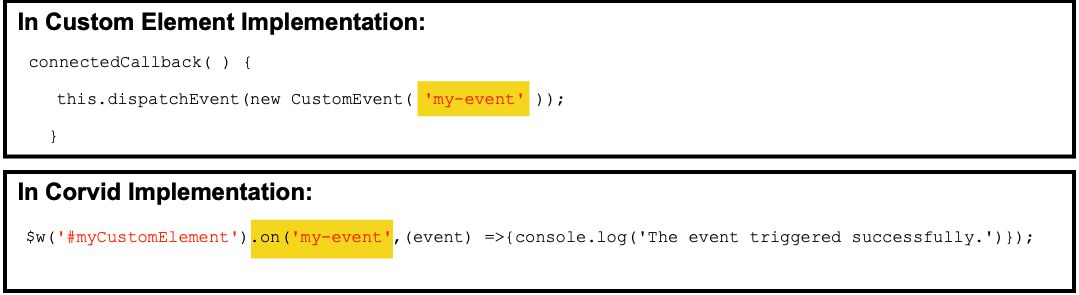 In Custom Element Implementation:
connectedCallback( ) {
this.dispatchEvent(new CustomEvent( 'my-event' ));
}
In Corvid Implementation:
$w('#myCustomElement').on('my-event',(event) =>{console.log('The event triggered successfully.')});